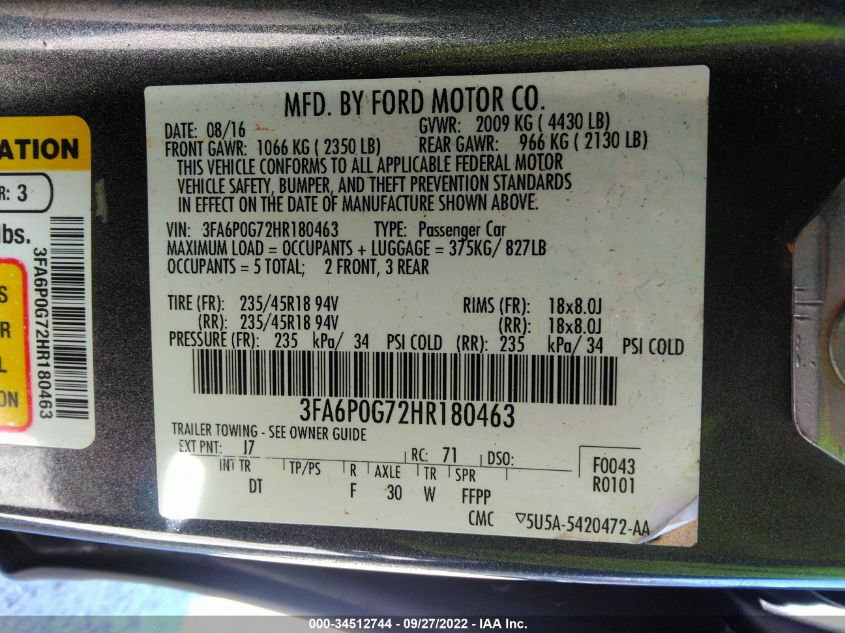 MFD. BY FORD MOTOR CO.
DATE: 08/16 GVWR: 2009 KG ( 4430 LB)
FRONT GAWR: 1066 KG ( 2350 LB) REAR GAWR: 966 KG ( 2130 LB)
THIS VEHICLE CONFORMS TO ALL APPLICABLE FEDERAL MOTOR
VEHICLE SAFETY, BUMPER, AND THEFT PREVENTION STANDARDS
IN EFFECT ON THE DATE OF MANUFACTURE SHOWN ABOVE.
VIN: 3FA6P0G72HR180463 TYPE: Passenger Car
MAXIMUM LOAD = OCCUPANTS + LUGGAGE = 375KG/ 827LB
OCCUPANTS = 5 TOTAL; 2 FRONT, 3 REAR
TIRE (FR): 235/45R18 94V RIMS (FR): 18x8.0J
(RR): 235/45R18 94V (RR): 18x8.0J
PRESSURE (FR): 235 kPa/ 34 PSI COLD (RR): 235 kPa/ 34 PSI COLD
3FA6P0G72HR180463
TRAILER TOWING - SEE OWNER GUIDE
EXT PNT: J7 RC: 71 DSO:
INT TR TP/PS R AXLE TR SPR
DT F 30 W FFPP
F0043
R0101
CMC ▽5U5A-5420472-AA
ATION
R: 3
lbs.
3FA6P0G72HR180463
S
R
L
ON
000-34512744 - 09/27/2022 - IAA Inc.